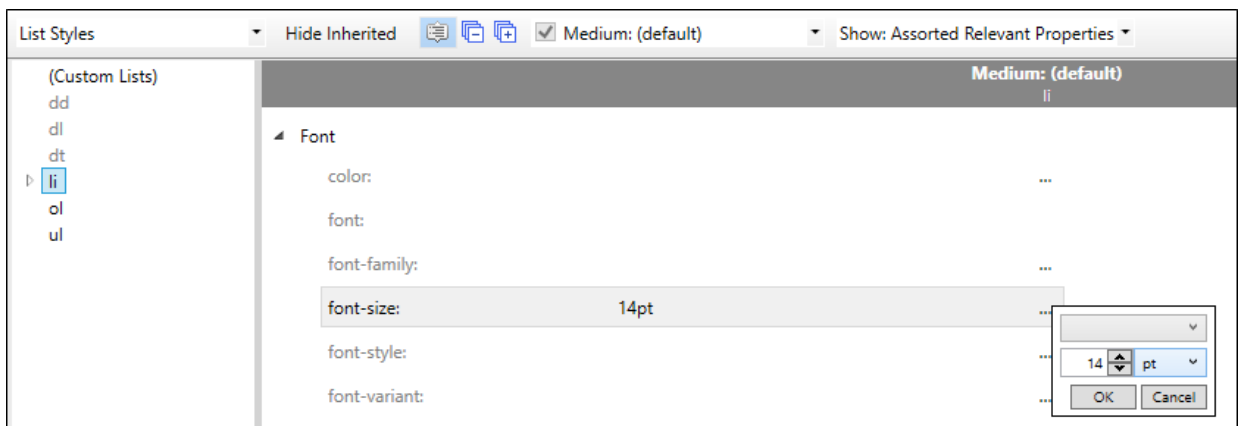 List Styles Hide Inherited Medium: (default) Show: Assorted Relevant Properties
(Custom Lists)
dd
dl
dt
li
ol
ul
Medium: (default)
li
Font
color: ...
font:
font-family: ...
font-size: 14pt ...
font-style: ...
font-variant: ...
14 pt
OK Cancel